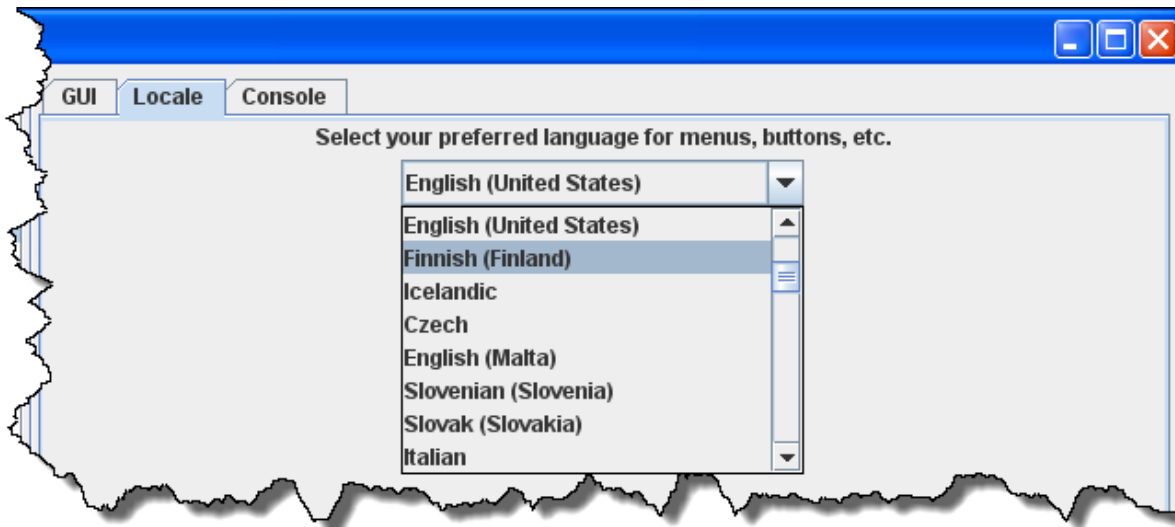 GUI Locale Console
Select your preferred language for menus, buttons, etc.
English (United States)
English (United States)
Finnish (Finland)
Icelandic
Czech
English (Malta)
Slovenian (Slovenia)
Slovak (Slovakia)
Italian